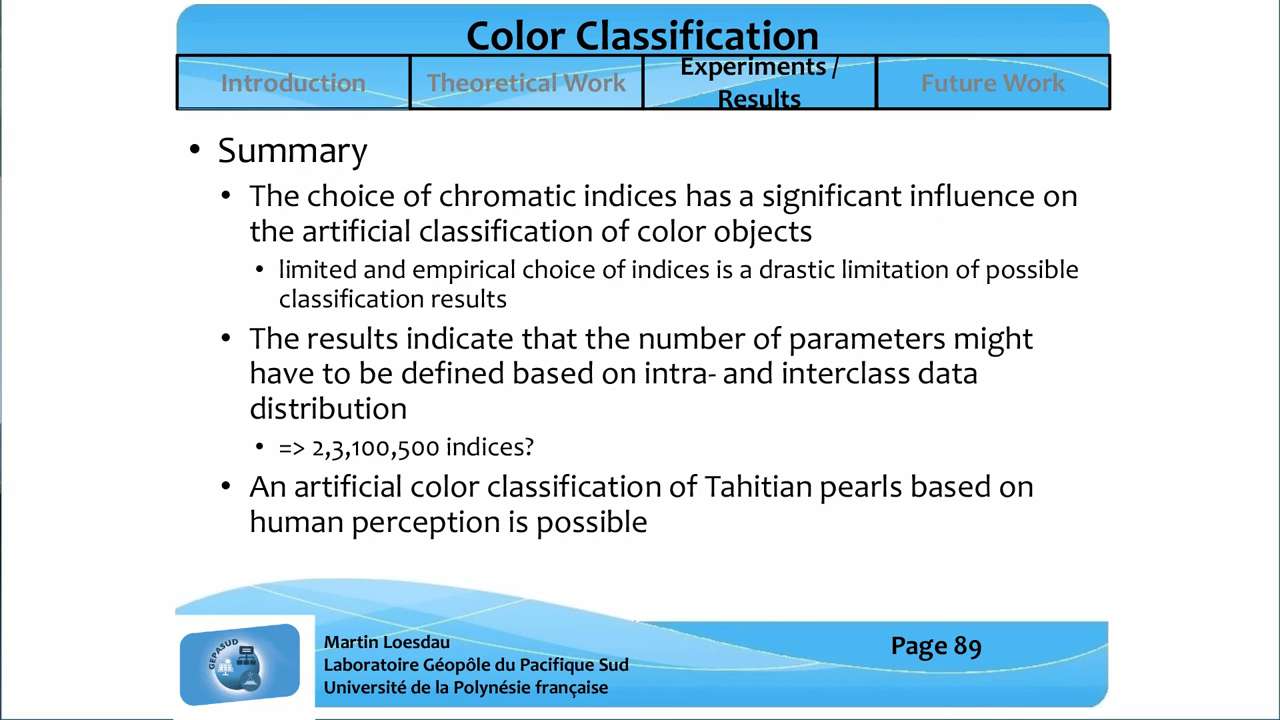 Color Classification
Introduction
Theoretical Work
Experiments /
Results
Future Work
• Summary
• The choice of chromatic indices has a significant influence on
the artificial classification of color objects
• limited and empirical choice of indices is a drastic limitation of possible
classification results
• The results indicate that the number of parameters might
have to be defined based on intra- and interclass data
distribution
• => 2,3,100,500 indices?
• An artificial color classification of Tahitian pearls based on
human perception is possible
GEPASUD
Martin Loesdau
Laboratoire Géopôle du Pacifique Sud
Université de la Polynésie française
Page 89